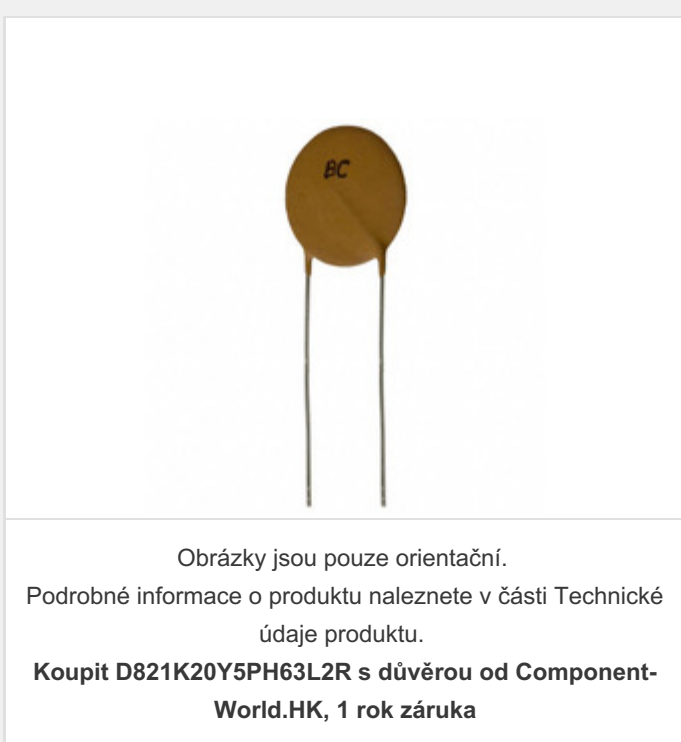 BC
Obrázky jsou pouze orientační.
Podrobné informace o produktu naleznete v části Technické
údaje produktu.
Koupit D821K20Y5PH63L2R s důvěrou od Component-
World.HK, 1 rok záruka